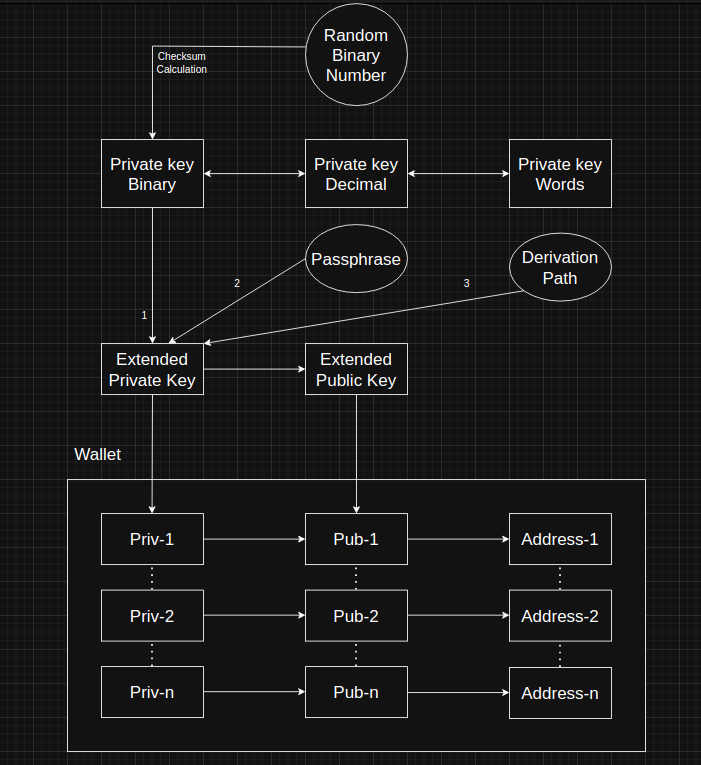 Random
Binary
Number
Checksum
Calculation
Private key
Binary
Private key
Decimal
Private key
Words
Passphrase
Derivation
Path
2
3
1
Extended
Private Key
Extended
Public Key
Wallet
Priv-1
Pub-1
Address-1
Priv-2
Pub-2
Address-2
Priv-n
Pub-n
Address-n